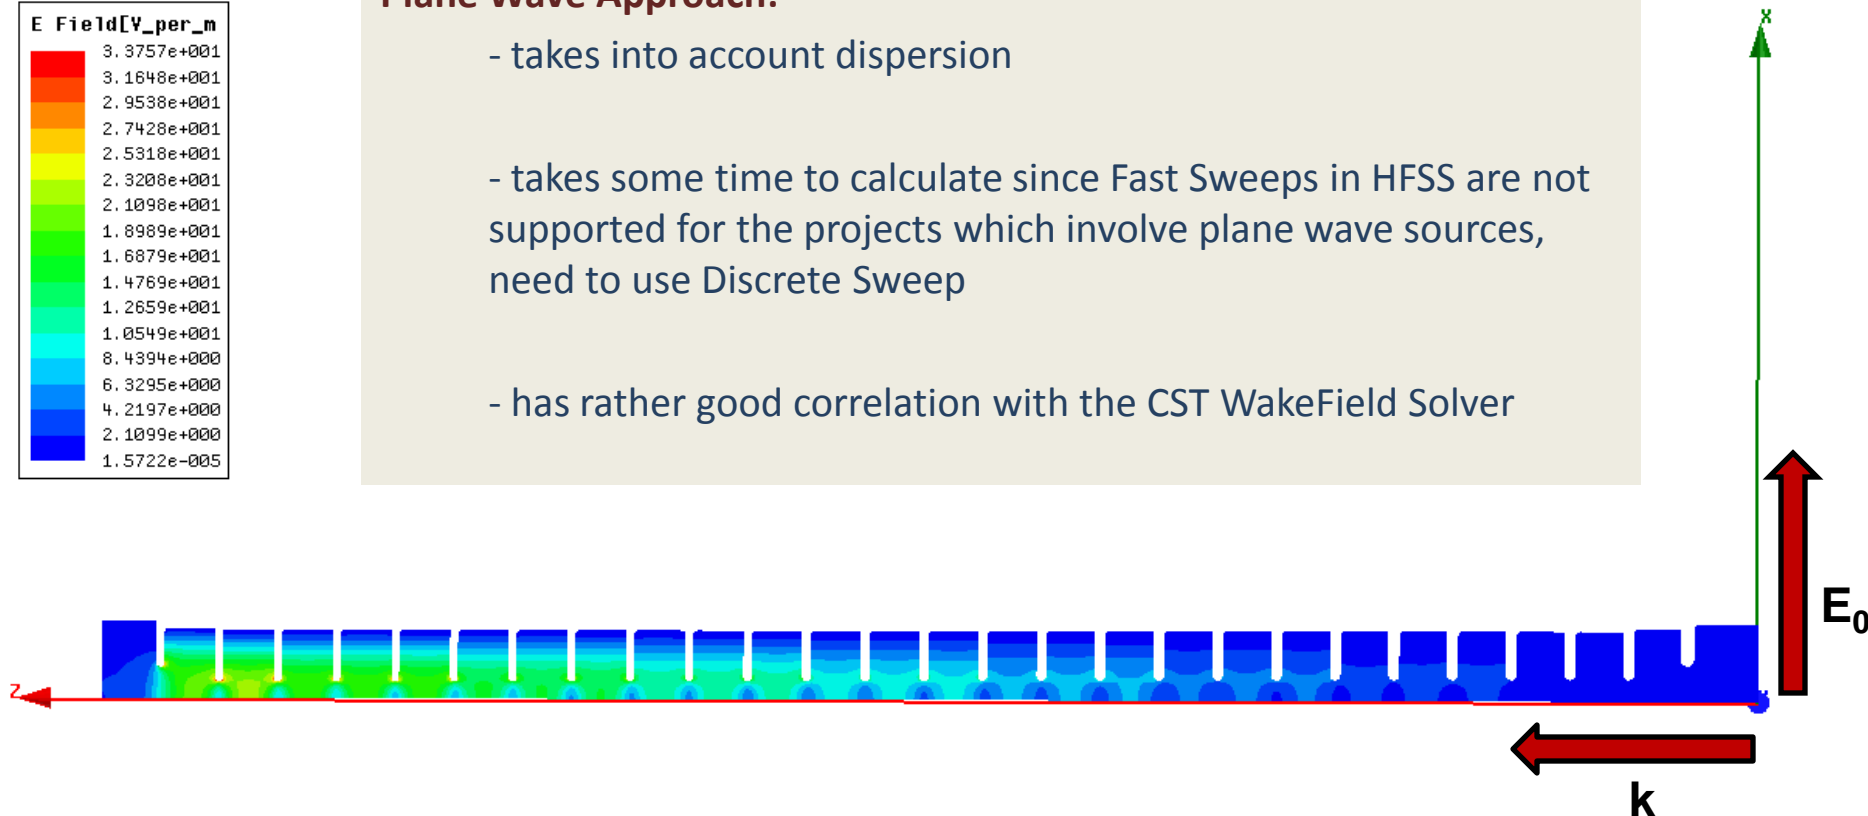 E Field[V_per_m
3.3757e+001
3.1648e+001
2.9538e+001
2.7428e+001
2.5318e+001
2.3208e+001
2.1098e+001
1.8989e+001
1.6879e+001
1.4769e+001
1.2659e+001
1.0549e+001
8.4394e+000
6.3295e+000
4.2197e+000
2.1099e+000
1.5722e-005
Plane Wave Approach:
- takes into account dispersion
- takes some time to calculate since Fast Sweeps in HFSS are not
supported for the projects which involve plane wave sources,
need to use Discrete Sweep
- has rather good correlation with the CST WakeField Solver
X
E₀
Z
k